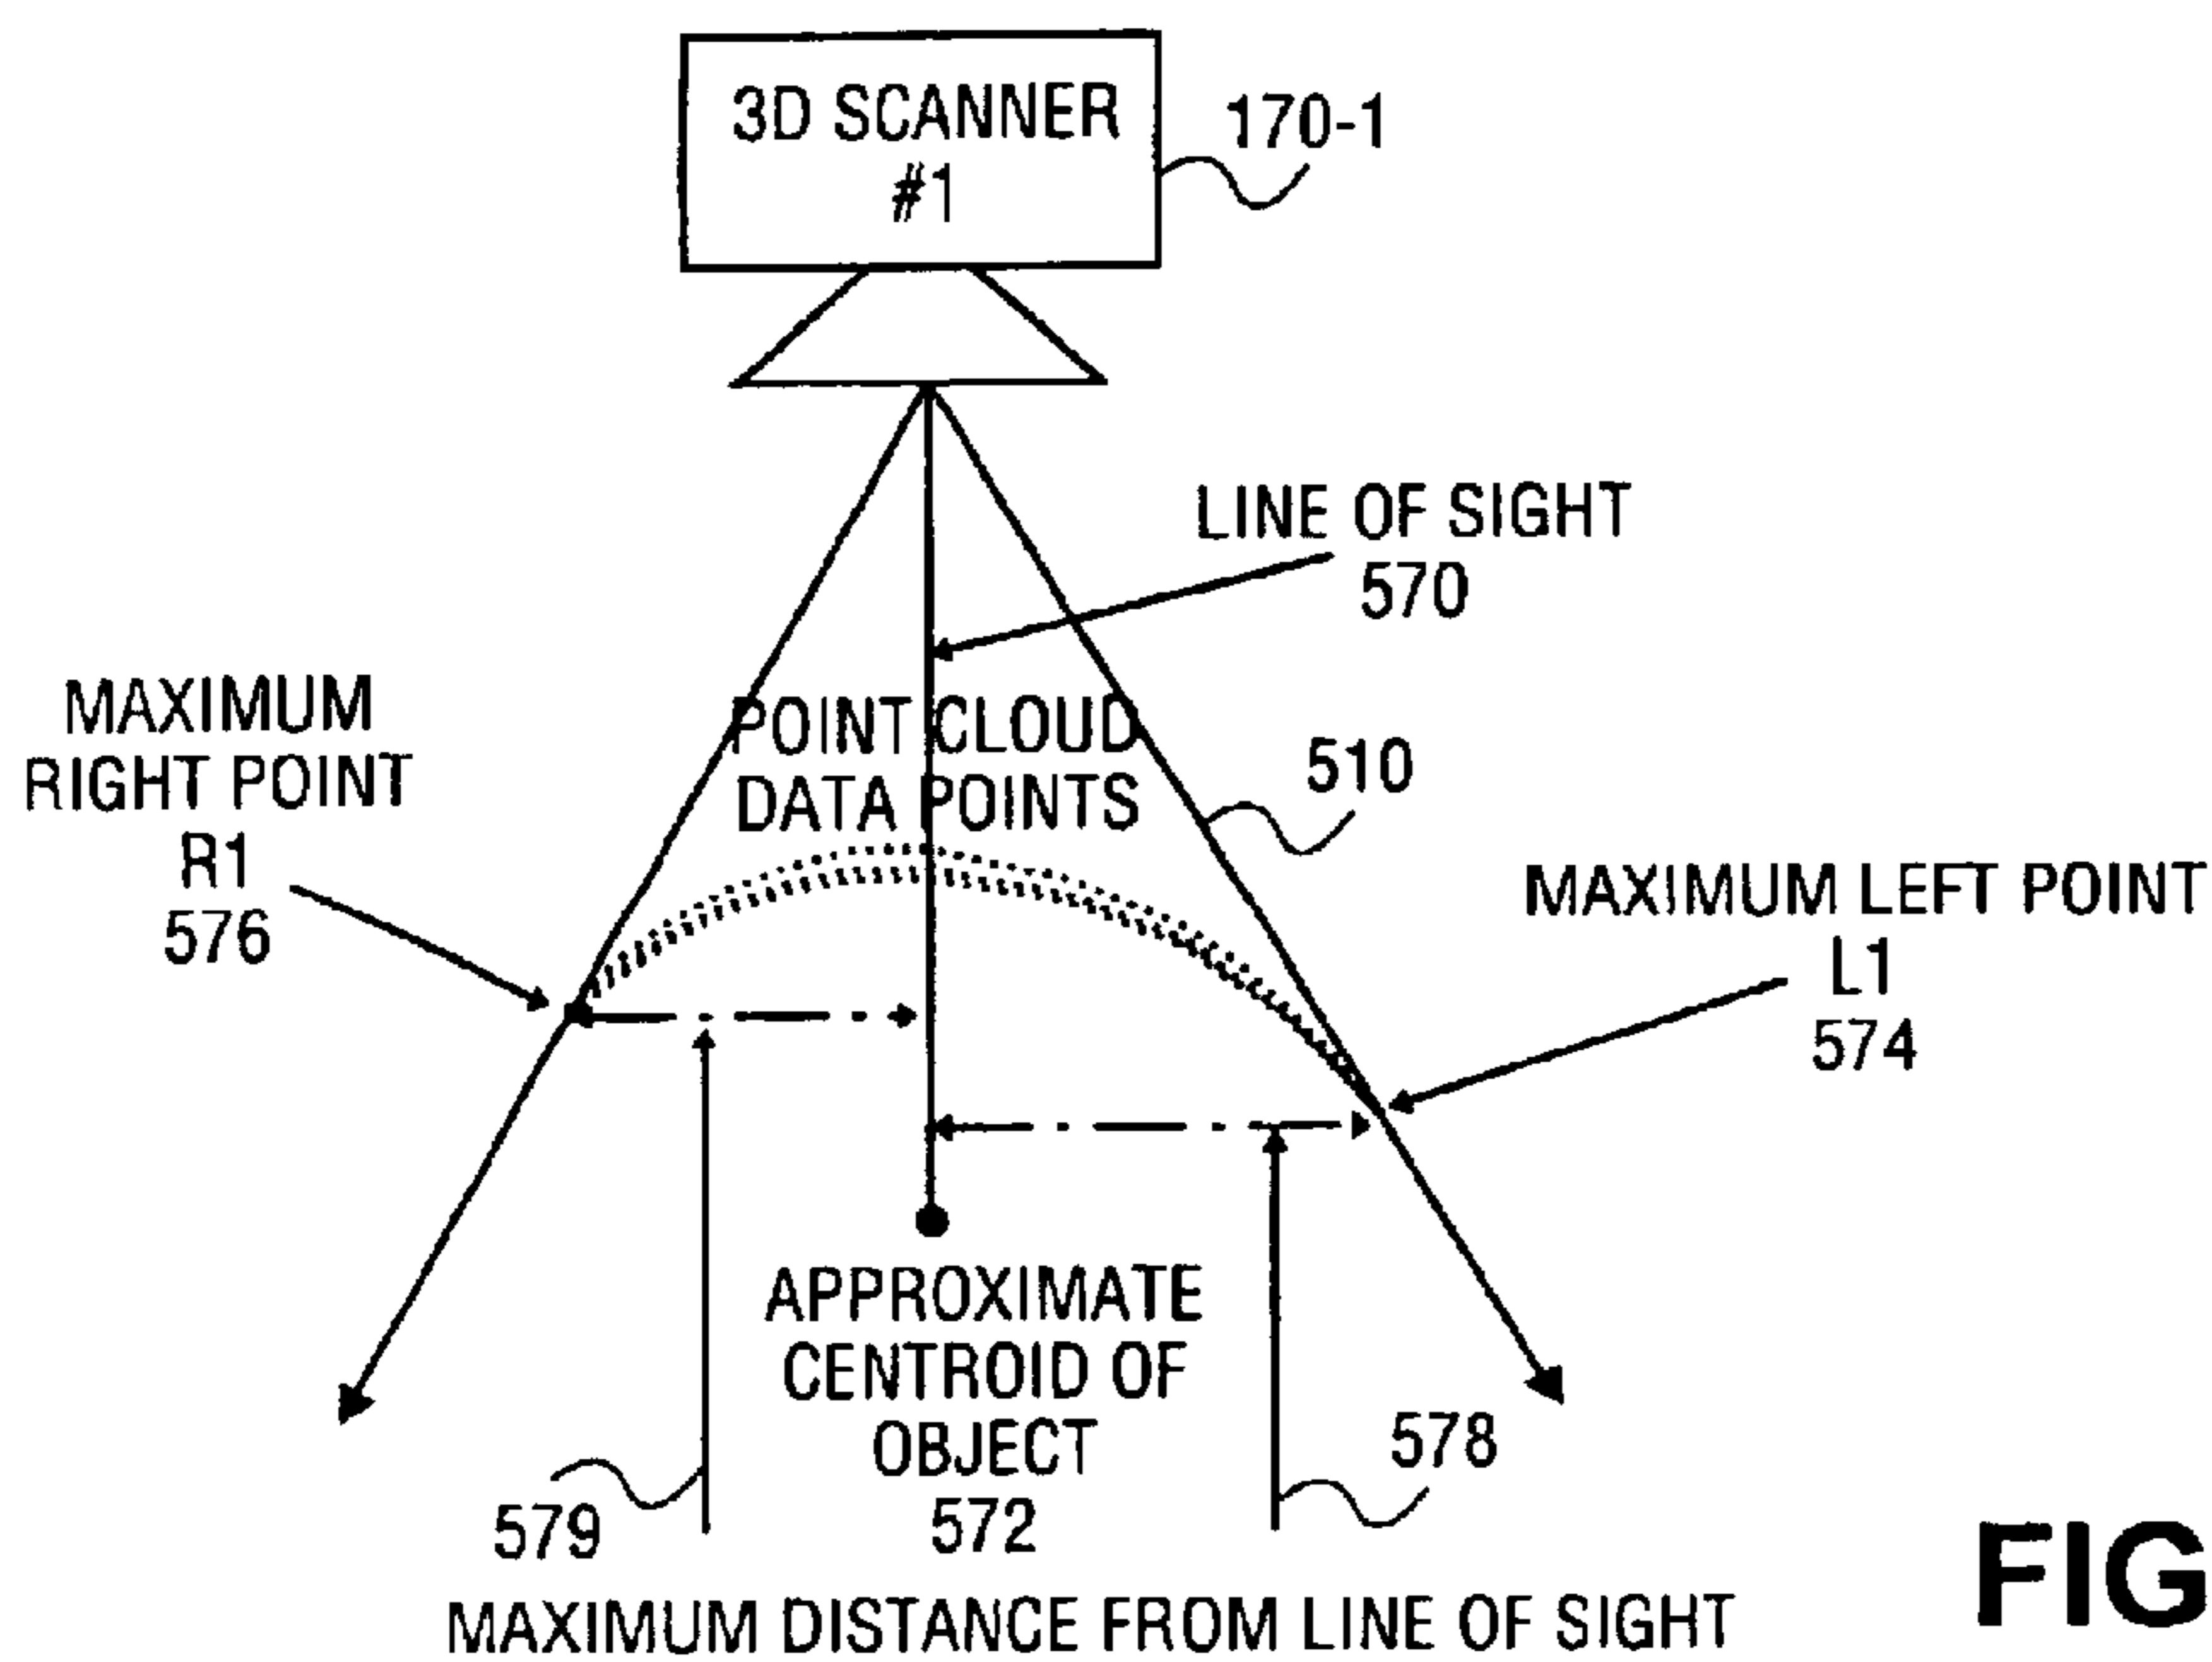 3D SCANNER
#1
170-1
LINE OF SIGHT
570
MAXIMUM
RIGHT POINT
R1
576
POINT CLOUD
DATA POINTS
510
MAXIMUM LEFT POINT
L1
574
APPROXIMATE
CENTROID OF
OBJECT
572
579
578
MAXIMUM DISTANCE FROM LINE OF SIGHT
FIG